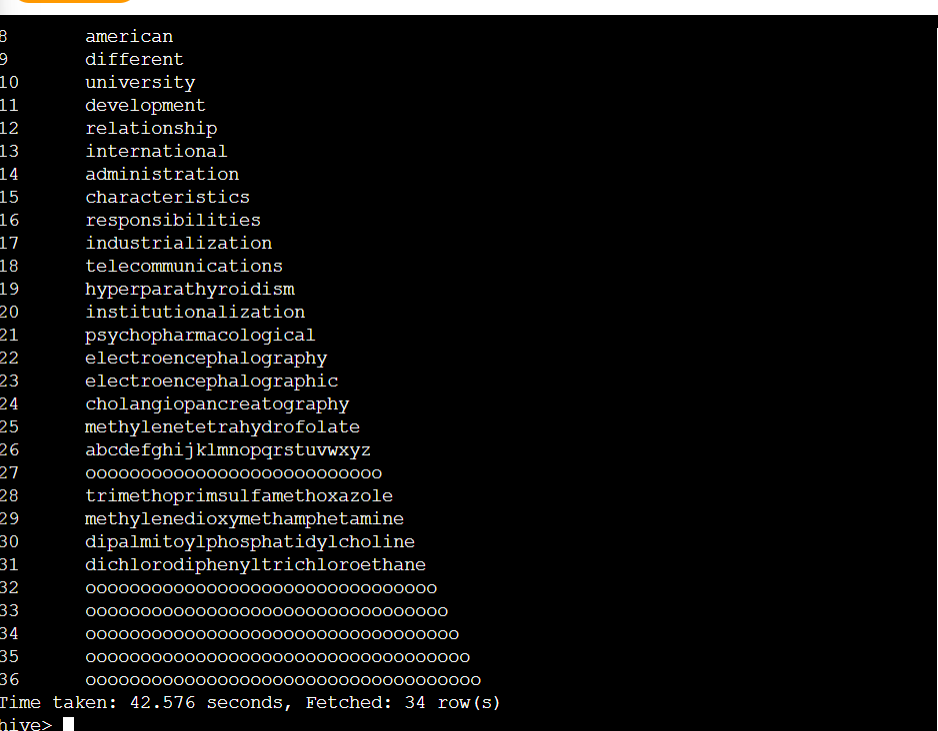 8 american
9 different
10 university
11 development
12 relationship
13 international
14 administration
15 characteristics
16 responsibilities
17 industrialization
18 telecommunications
19 hyperparathyroidism
20 institutionalization
21 psychopharmacological
22 electroencephalography
23 electroencephalographic
24 cholangiopancreatography
25 methylenetetrahydrofolate
26 abcdefghijklmnopqrstuvwxyz
27 ooooooooooooooooooooooooooo
28 trimethoprimsulfamethoxazole
29 methylenedioxymethamphetamine
30 dipalmitoylphosphatidylcholine
31 dichlorodiphenyltrichloroethane
32 oooooooooooooooooooooooooooooooo
33 ooooooooooooooooooooooooooooooooo
34 oooooooooooooooooooooooooooooooooo
35 ooooooooooooooooooooooooooooooooooo
36 oooooooooooooooooooooooooooooooooooo
Time taken: 42.576 seconds, Fetched: 34 row(s)
hive>